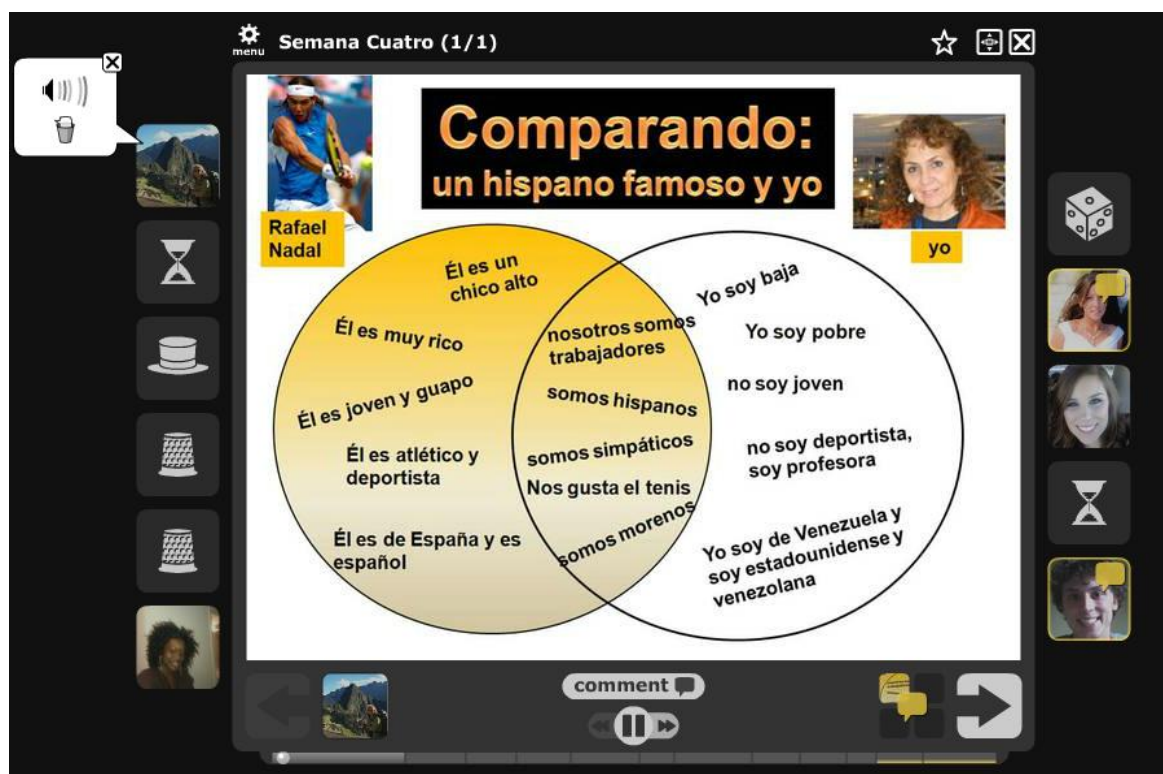 menu
Semana Cuatro (1/1)
Comparando:
un hispano famoso y yo
Rafael
Nadal
yo
Él es un
chico alto
Él es muy rico
Él es joven y guapo
Él es atlético y
deportista
Él es de España y es
español
nosotros somos
trabajadores
somos hispanos
somos simpáticos
Nos gusta el tenis
somos morenos
Yo soy baja
Yo soy pobre
no soy joven
no soy deportista,
soy profesora
Yo soy de Venezuela y
soy estadounidense y
venezolana
comment